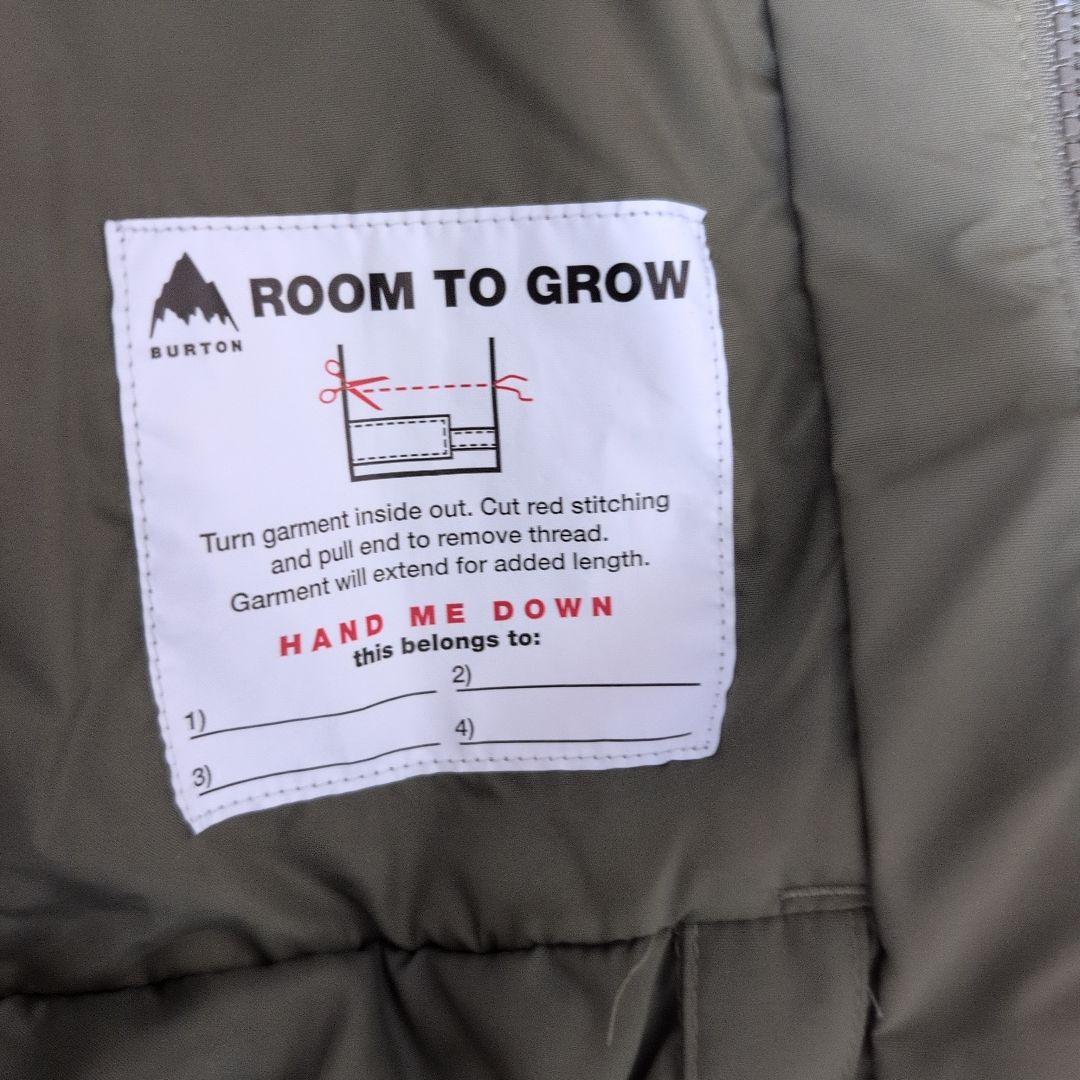 BURTON
ROOM TO GROW
Turn garment inside out. Cut red stitching
and pull end to remove thread.
Garment will extend for added length.
HAND ME DOWN
this belongs to:
1)
2)
3)
4)